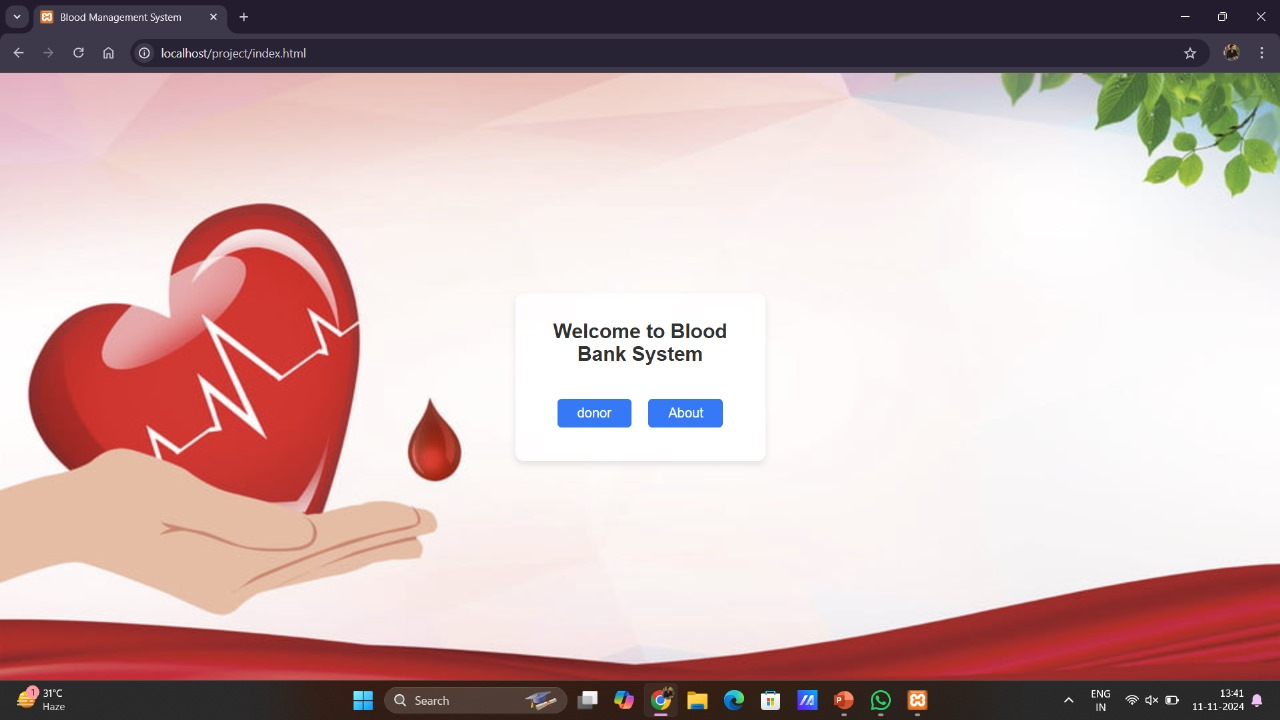 Blood Management System
localhost/project/index.html
Welcome to Blood
Bank System
donor
About
1
31°C
Haze
Search
ENG
IN
13:41
11-11-2024